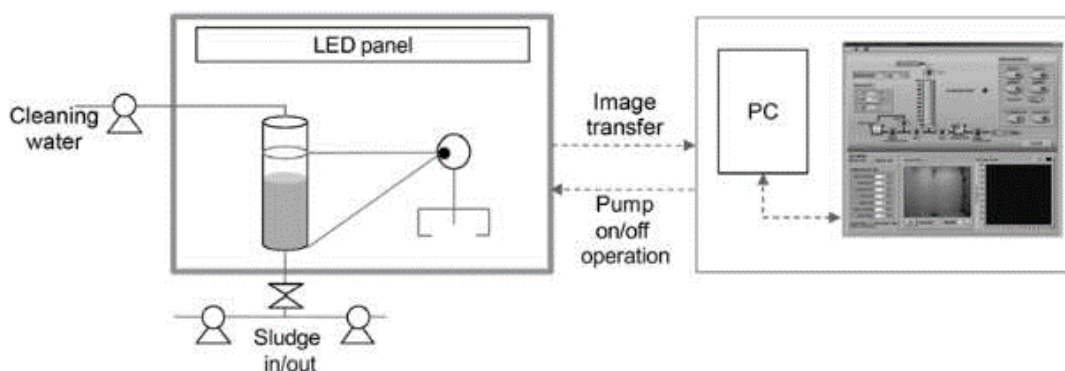 LED panel
Cleaning
water
Image
transfer
PC
Pump
on/off
operation
Sludge
in/out